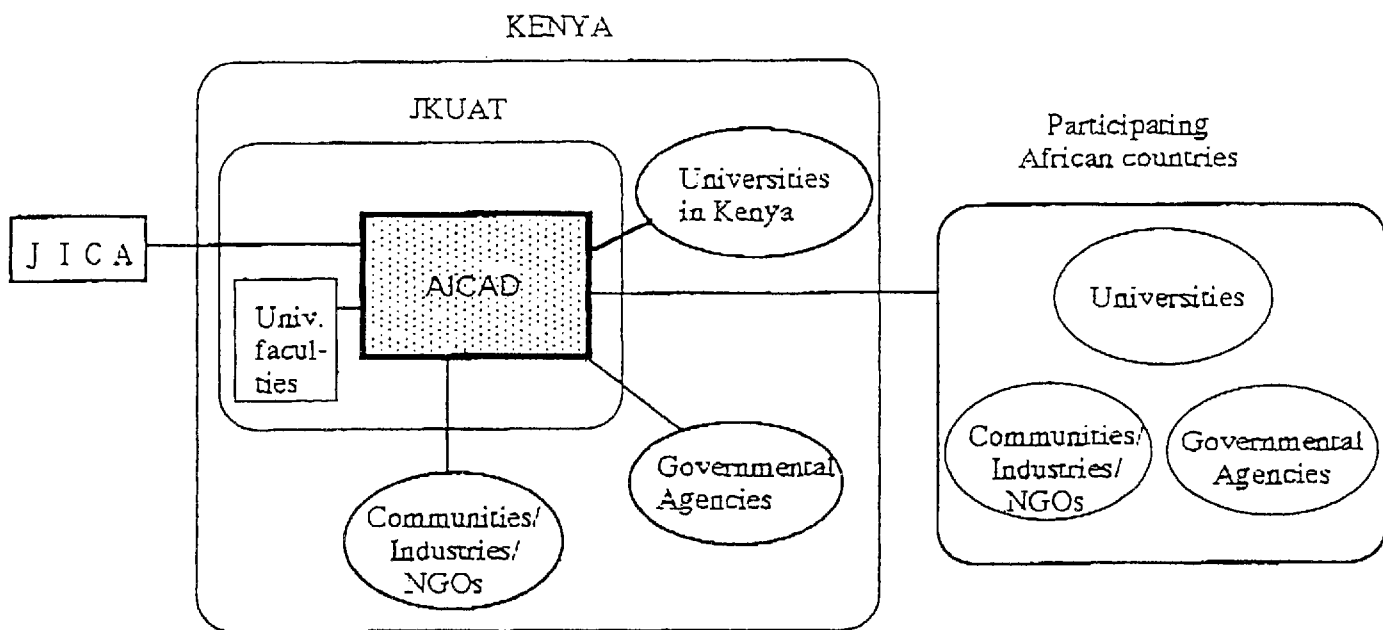 KENYA
JKUAT
Participaring
African countries
Universities
in Kenya
J I C A
AICAD
Universities
Univ.
facul-
ties
Communities/
Industries/
NGOs
Governmental
Agencies
Governmental
Agencies
Communities/
Industries/
NGOs